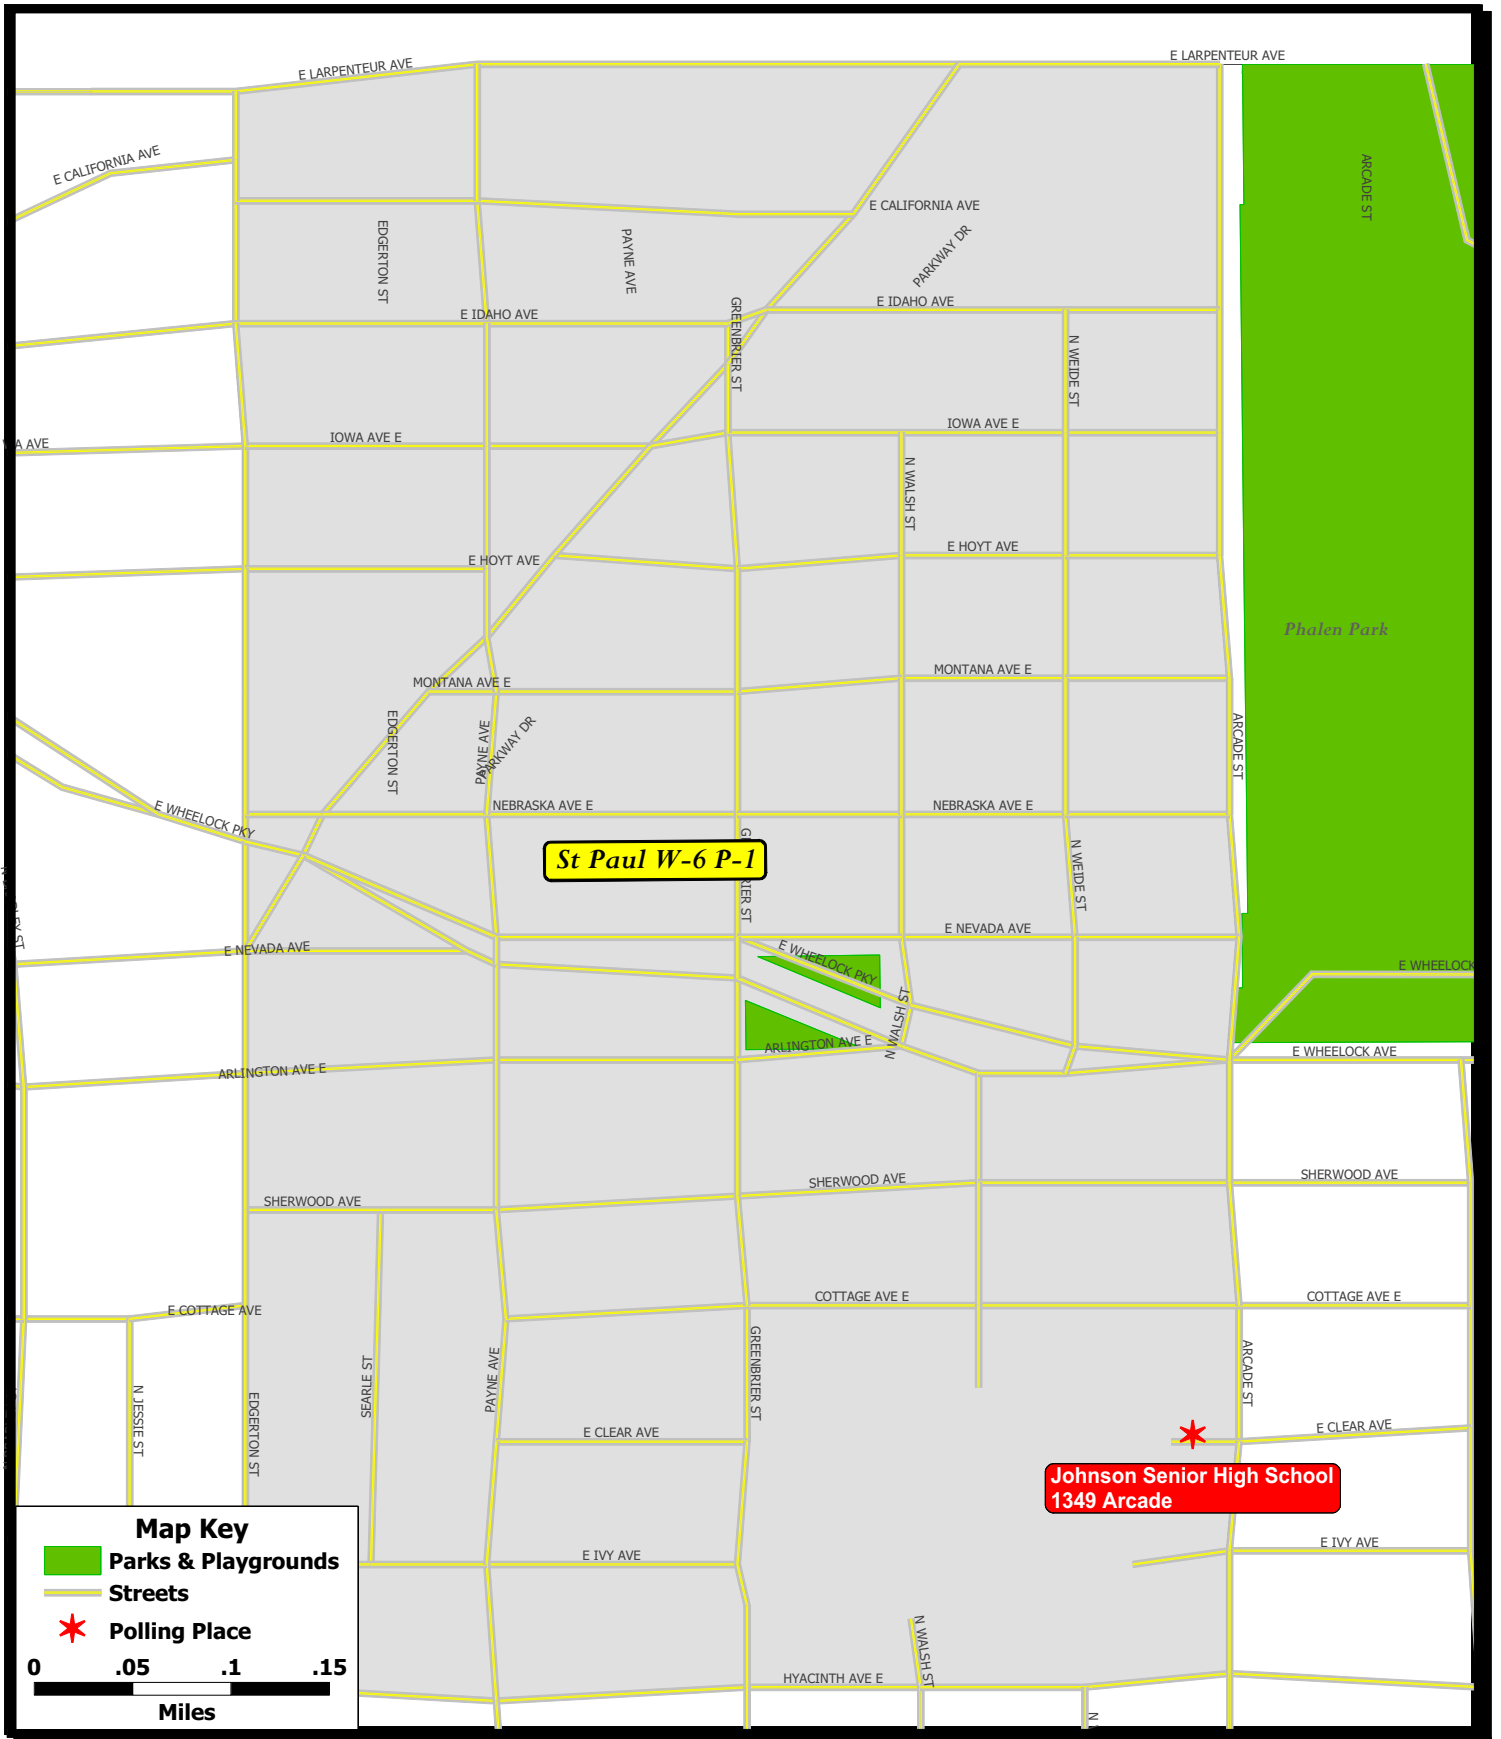 E LARPENTEUR AVE
E LARPENTEUR AVE
E CALIFORNIA AVE
ARCADE ST
E CALIFORNIA AVE
EDGERTON ST
PAYNE AVE
PARKWAY DR
E IDAHO AVE
E IDAHO AVE
GREENBRIER ST
N WEIDE ST
A AVE
IOWA AVE E
IOWA AVE E
N WALSH ST
E HOYT AVE
E HOYT AVE
Phalen Park
MONTANA AVE E
MONTANA AVE E
EDGERTON ST
PAYNE AVE
PARKWAY DR
ARCADE ST
E WHEELOCK PKY
NEBRASKA AVE E
NEBRASKA AVE E
St Paul W-6 P-1
N WEIDE ST
E NEVADA AVE
E NEVADA AVE
E WHEELOCK PKY
E WHEELOCK
N WALSH ST
ARLINGTON AVE E
ARLINGTON AVE E
E WHEELOCK AVE
SHERWOOD AVE
SHERWOOD AVE
SHERWOOD AVE
E COTTAGE AVE
COTTAGE AVE E
COTTAGE AVE E
N JESSIE ST
EDGERTON ST
SEARLE ST
PAYNE AVE
GREENBRIER ST
ARCADE ST
E CLEAR AVE
E CLEAR AVE
Johnson Senior High School
1349 Arcade
E IVY AVE
E IVY AVE
N WALSH ST
HYACINTH AVE E
N
Map Key
Parks & Playgrounds
Streets
Polling Place
0 .05 .1 .15
Miles